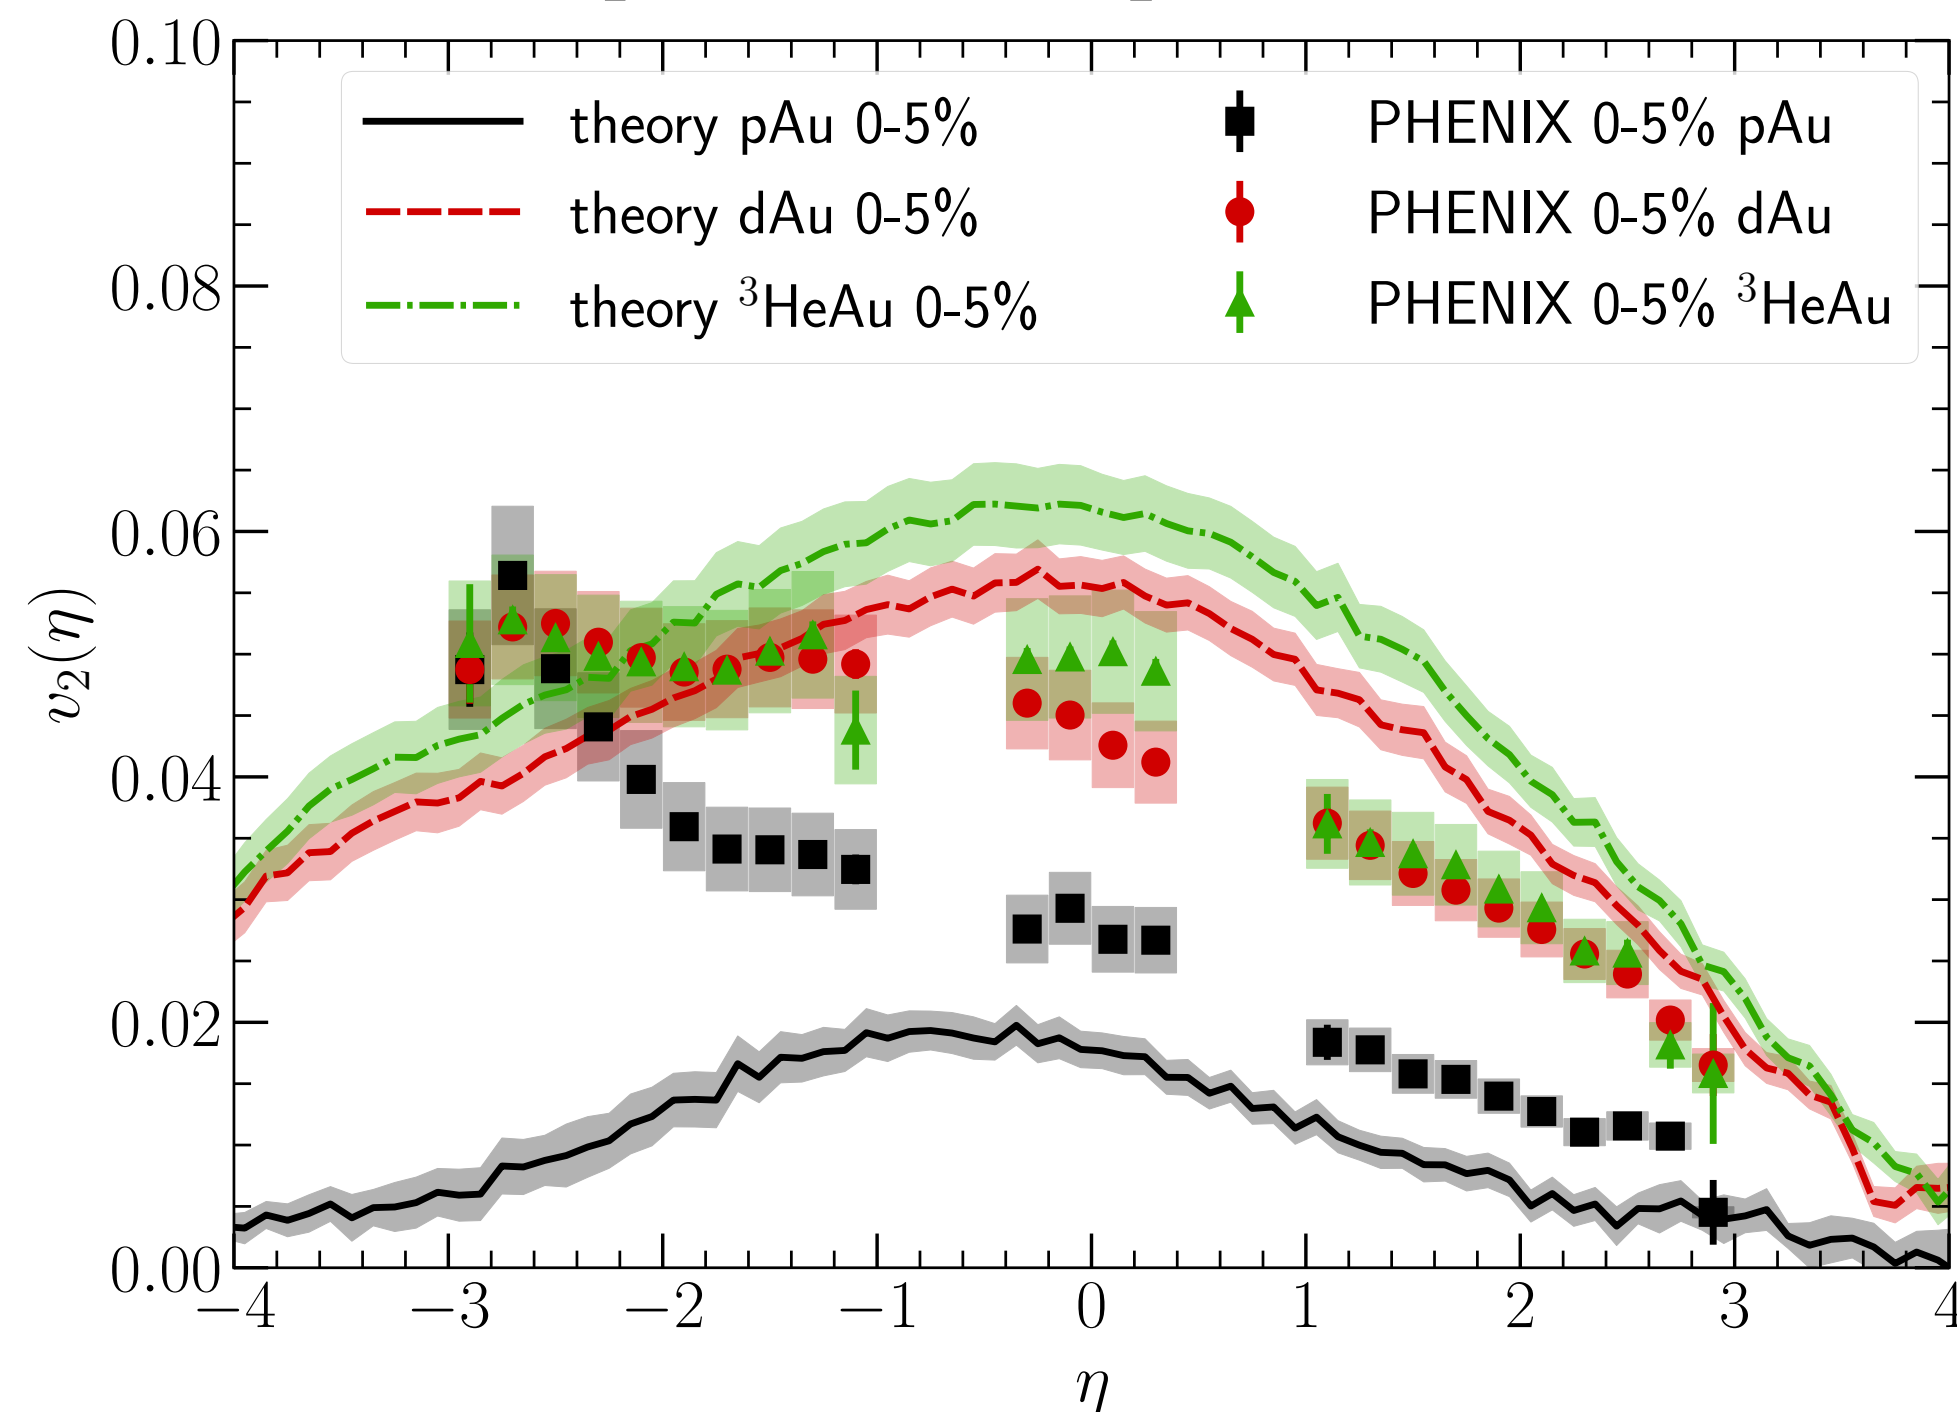 0.10
theory pAu 0-5% PHENIX 0-5% pAu
theory dAu 0-5% PHENIX 0-5% dAu
0.08
theory ³HeAu 0-5% PHENIX 0-5% ³HeAu
0.06
v₂(η)
0.04
0.02
0.00
−4 −3 −2 −1 0 1 2 3 4
η